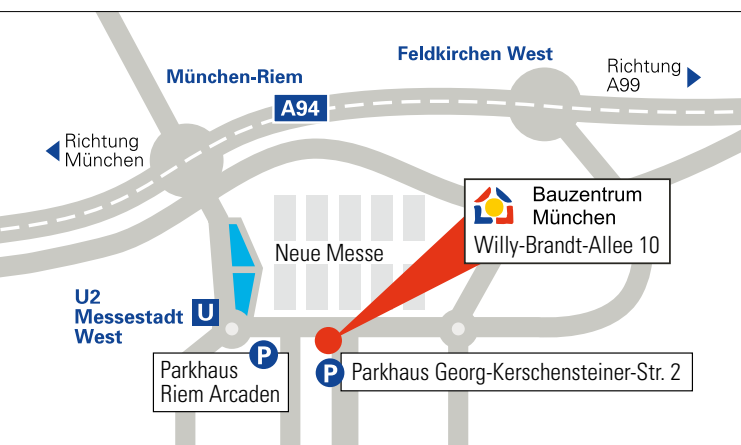 Feldkirchen West
München-Riem
Richtung
A99
A94
Richtung
München
Bauzentrum
München
Willy-Brandt-Allee 10
Neue Messe
U2
Messestadt
West
U
P
Parkhaus
Riem Arcaden
P
Parkhaus Georg-Kerschensteiner-Str. 2